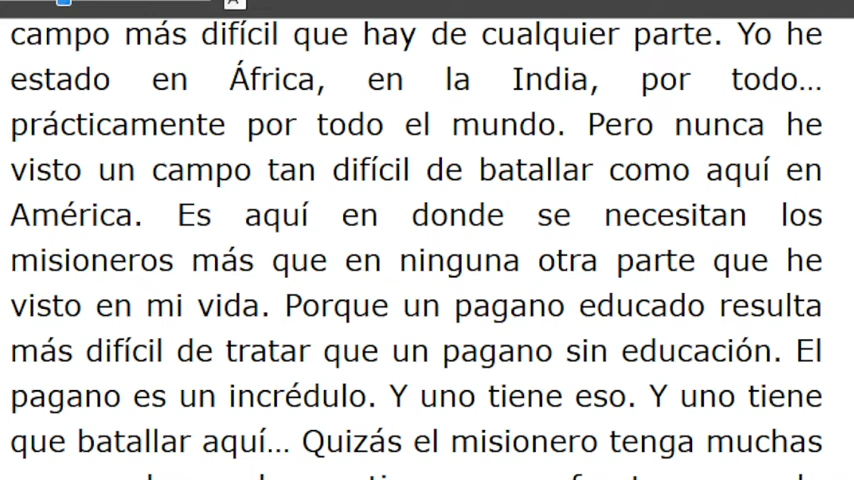 campo más difícil que hay de cualquier parte. Yo he
estado en África, en la India, por todo…
prácticamente por todo el mundo. Pero nunca he
visto un campo tan difícil de batallar como aquí en
América. Es aquí en donde se necesitan los
misioneros más que en ninguna otra parte que he
visto en mi vida. Porque un pagano educado resulta
más difícil de tratar que un pagano sin educación. El
pagano es un incrédulo. Y uno tiene eso. Y uno tiene
que batallar aquí… Quizás el misionero tenga muchas